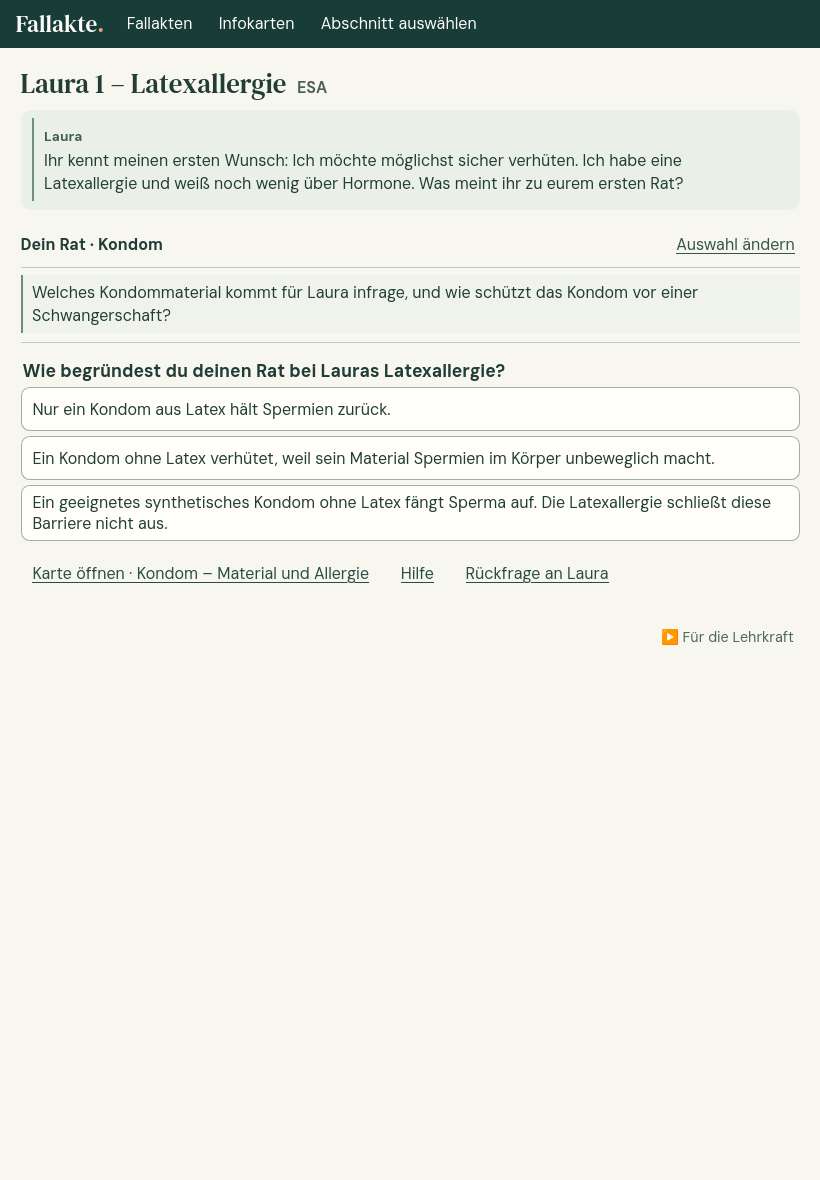 Fallakte. Fallakten Infokarten Abschnitt auswählen
Laura 1 – Latexallergie ESA
Laura
Ihr kennt meinen ersten Wunsch: Ich möchte möglichst sicher verhüten. Ich habe eine
Latexallergie und weiß noch wenig über Hormone. Was meint ihr zu eurem ersten Rat?
Dein Rat · Kondom Auswahl ändern
Welches Kondommaterial kommt für Laura infrage, und wie schützt das Kondom vor einer
Schwangerschaft?
Wie begründest du deinen Rat bei Lauras Latexallergie?
Nur ein Kondom aus Latex hält Spermien zurück.
Ein Kondom ohne Latex verhütet, weil sein Material Spermien im Körper unbeweglich macht.
Ein geeignetes synthetisches Kondom ohne Latex fängt Sperma auf. Die Latexallergie schließt diese
Barriere nicht aus.
Karte öffnen · Kondom – Material und Allergie Hilfe Rückfrage an Laura
Für die Lehrkraft